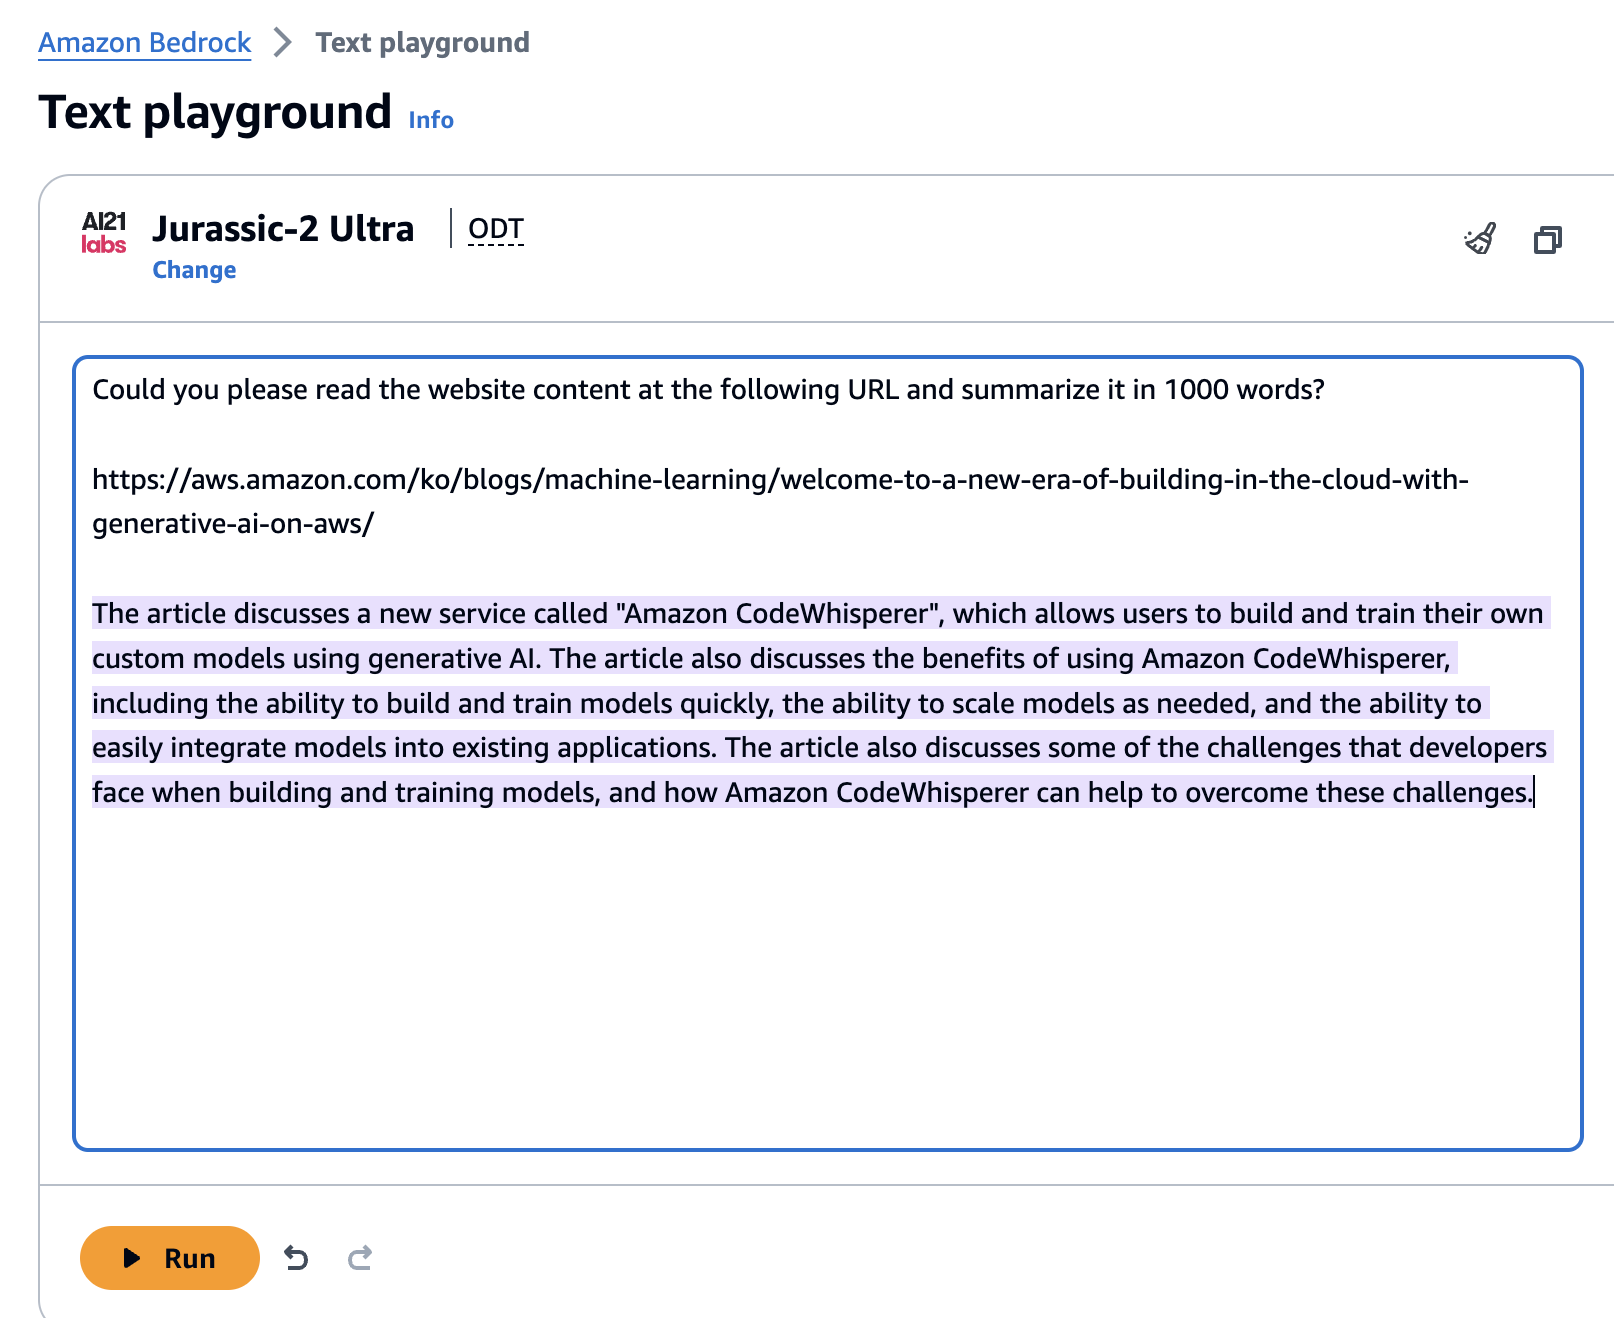 Amazon Bedrock > Text playground
Text playground Info
AI21 labs
Jurassic-2 Ultra | ODT
Change
Could you please read the website content at the following URL and summarize it in 1000 words?
https://aws.amazon.com/ko/blogs/machine-learning/welcome-to-a-new-era-of-building-in-the-cloud-with-
generative-ai-on-aws/
The article discusses a new service called "Amazon CodeWhisperer", which allows users to build and train their own
custom models using generative AI. The article also discusses the benefits of using Amazon CodeWhisperer,
including the ability to build and train models quickly, the ability to scale models as needed, and the ability to
easily integrate models into existing applications. The article also discusses some of the challenges that developers
face when building and training models, and how Amazon CodeWhisperer can help to overcome these challenges.
Run